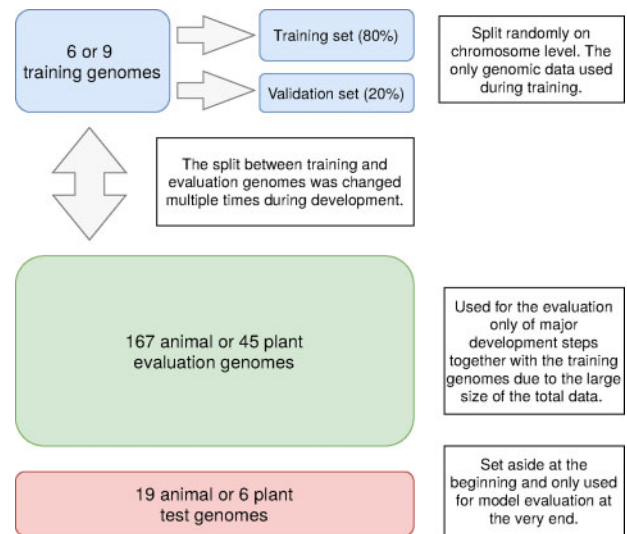 6 or 9
training genomes
Training set (80%)
Validation set (20%)
Split randomly on
chromosome level. The
only genomic data used
during training.
The split between training and
evaluation genomes was changed
multiple times during development.
167 animal or 45 plant
evaluation genomes
Used for the evaluation
only of major
development steps
together with the training
genomes due to the large
size of the total data.
19 animal or 6 plant
test genomes
Set aside at the
beginning and only used
for model evaluation at
the very end.